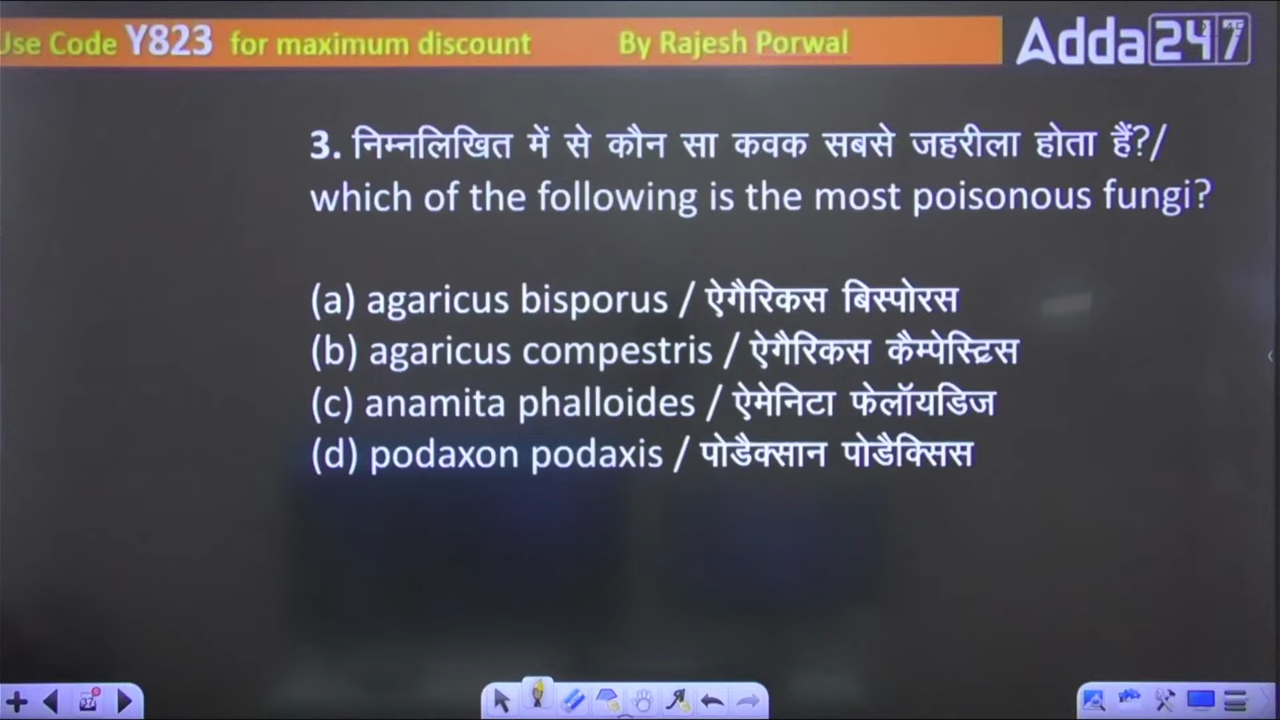 Use Code Y823 for maximum discount By Rajesh Porwal Adda247
3. निम्नलिखित में से कौन सा कवक सबसे जहरीला होता हैं?/
which of the following is the most poisonous fungi?
(a) agaricus bisporus / ऐगैरिकस बिस्पोरस
(b) agaricus compestris / ऐगैरिकस कैम्पेस्ट्रिस
(c) anamita phalloides / ऐमेनिटा फेलॉयडिज
(d) podaxon podaxis / पोडैक्सान पोडैक्सिस